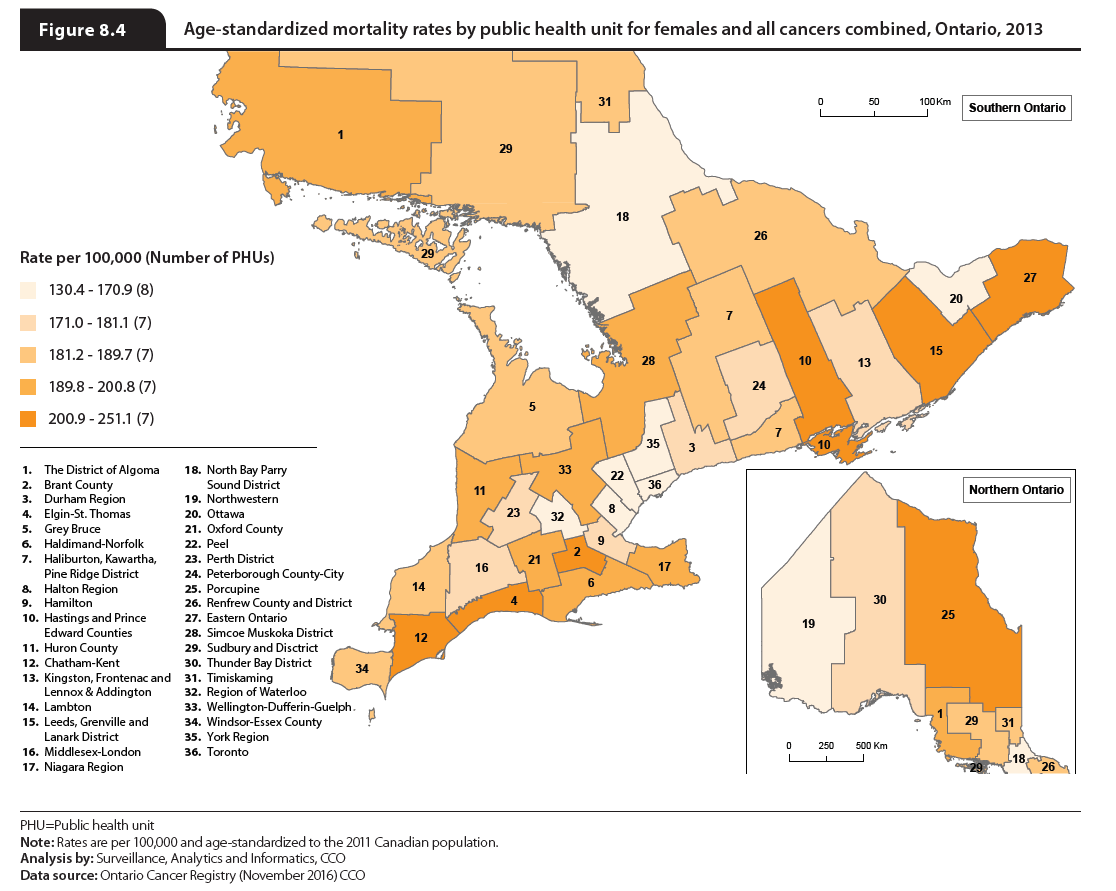 Figure 8.4
Age-standardized mortality rates by public health unit for females and all cancers combined, Ontario, 2013
0 50 100 Km
Southern Ontario
31
1
29
18
26
29
27
20
7
15
28
10
13
24
5
7
10
35
3
33
22
36
11
23
32
8
9
2
21
16
17
6
14
4
12
34
Rate per 100,000 (Number of PHUs)
130.4 - 170.9 (8)
171.0 - 181.1 (7)
181.2 - 189.7 (7)
189.8 - 200.8 (7)
200.9 - 251.1 (7)
1. The District of Algoma
2. Brant County
3. Durham Region
4. Elgin-St. Thomas
5. Grey Bruce
6. Haldimand-Norfolk
7. Haliburton, Kawartha,
Pine Ridge District
8. Halton Region
9. Hamilton
10. Hastings and Prince
Edward Counties
11. Huron County
12. Chatham-Kent
13. Kingston, Frontenac and
Lennox & Addington
14. Lambton
15. Leeds, Grenville and
Lanark District
16. Middlesex-London
17. Niagara Region
18. North Bay Parry
Sound District
19. Northwestern
20. Ottawa
21. Oxford County
22. Peel
23. Perth District
24. Peterborough County-City
25. Porcupine
26. Renfrew County and District
27. Eastern Ontario
28. Simcoe Muskoka District
29. Sudbury and Disctrict
30. Thunder Bay District
31. Timiskaming
32. Region of Waterloo
33. Wellington-Dufferin-Guelph.
34. Windsor-Essex County
35. York Region
36. Toronto
Northern Ontario
19
30
25
1
29
31
18
29
26
0 250 500 Km
PHU=Public health unit
Note: Rates are per 100,000 and age-standardized to the 2011 Canadian population.
Analysis by: Surveillance, Analytics and Informatics, CCO
Data source: Ontario Cancer Registry (November 2016) CCO